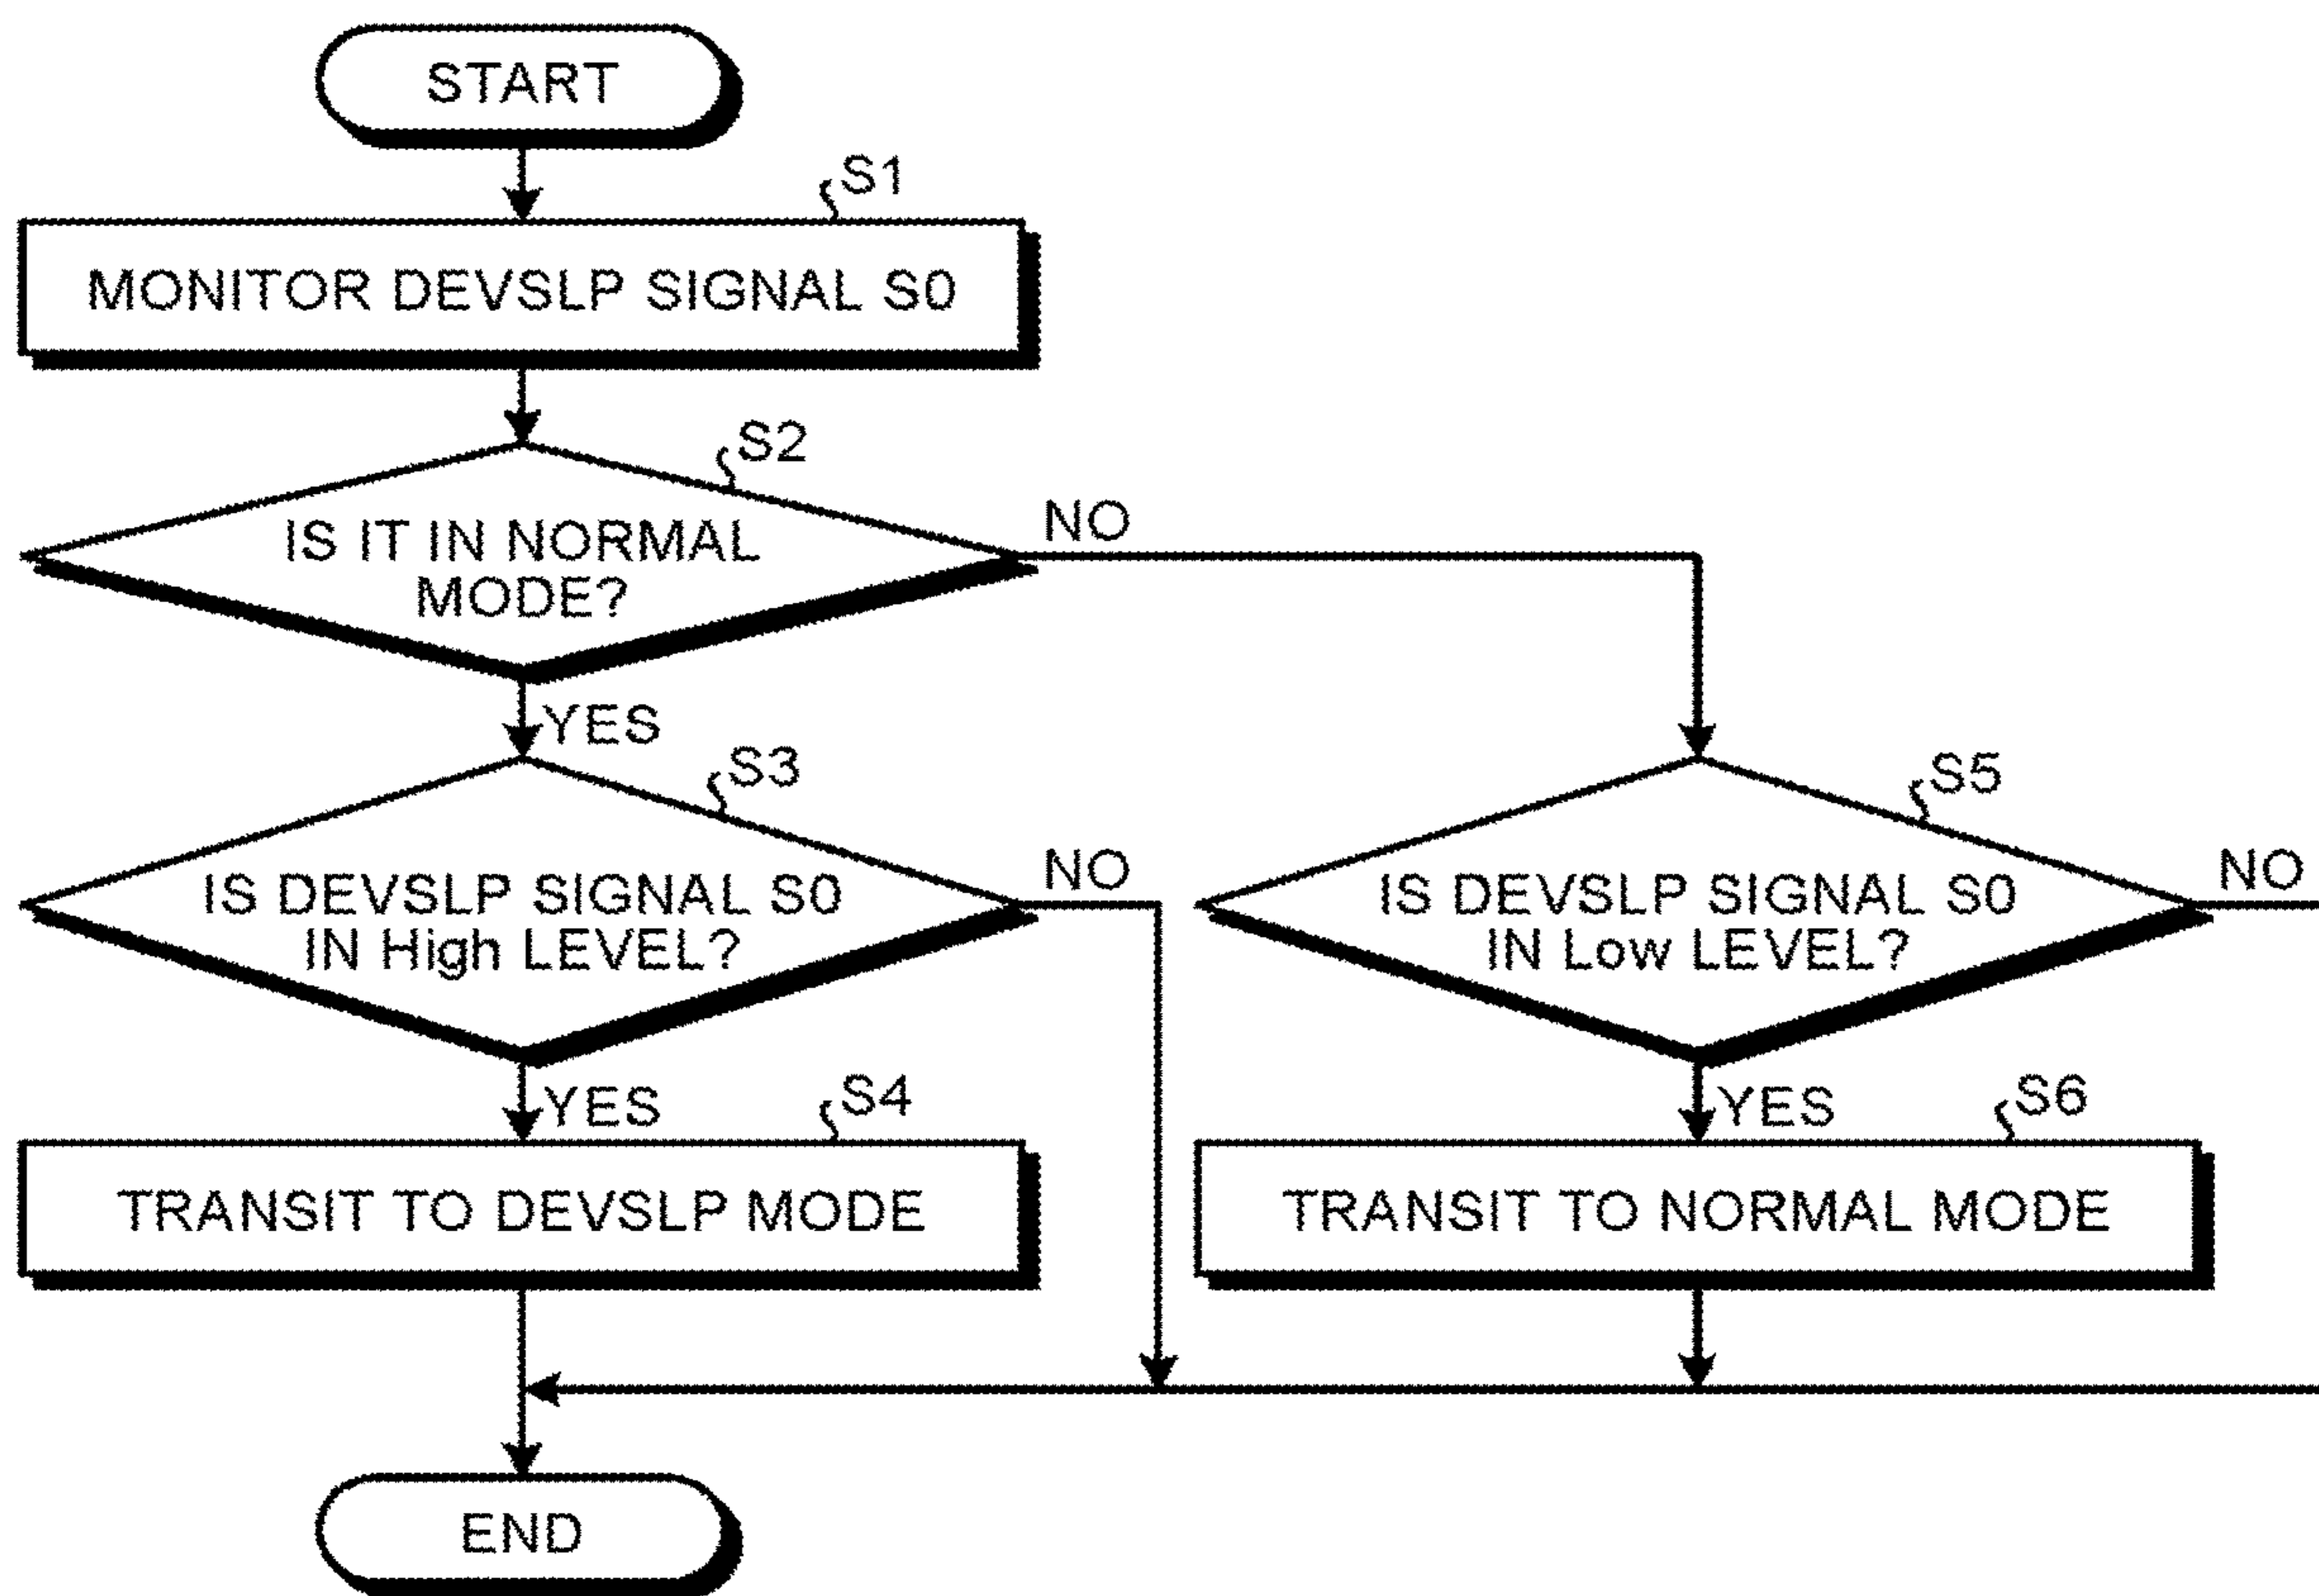 START
S1
MONITOR DEVSLP SIGNAL S0
S2
IS IT IN NORMAL
MODE?
NO
YES
S3
IS DEVSLP SIGNAL S0
IN High LEVEL?
NO
S5
IS DEVSLP SIGNAL S0
IN Low LEVEL?
NO
YES
S4
TRANSIT TO DEVSLP MODE
YES
S6
TRANSIT TO NORMAL MODE
END